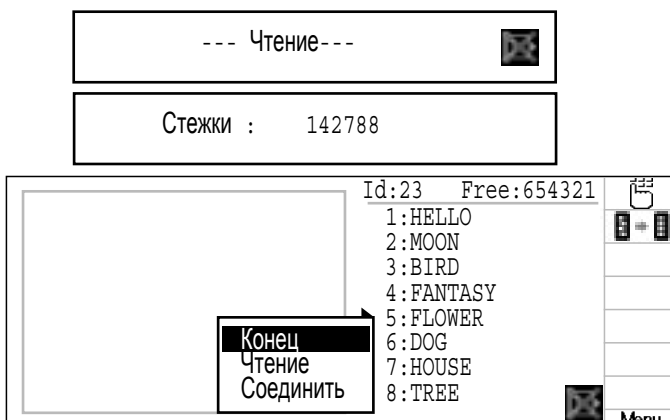 --- Чтение---
Стежки : 142788
Id:23 Free:654321
1:HELLO
2:MOON
3:BIRD
4:FANTASY
5:FLOWER
6:DOG
7:HOUSE
8:TREE
Конец
Чтение
Соединить
Menu